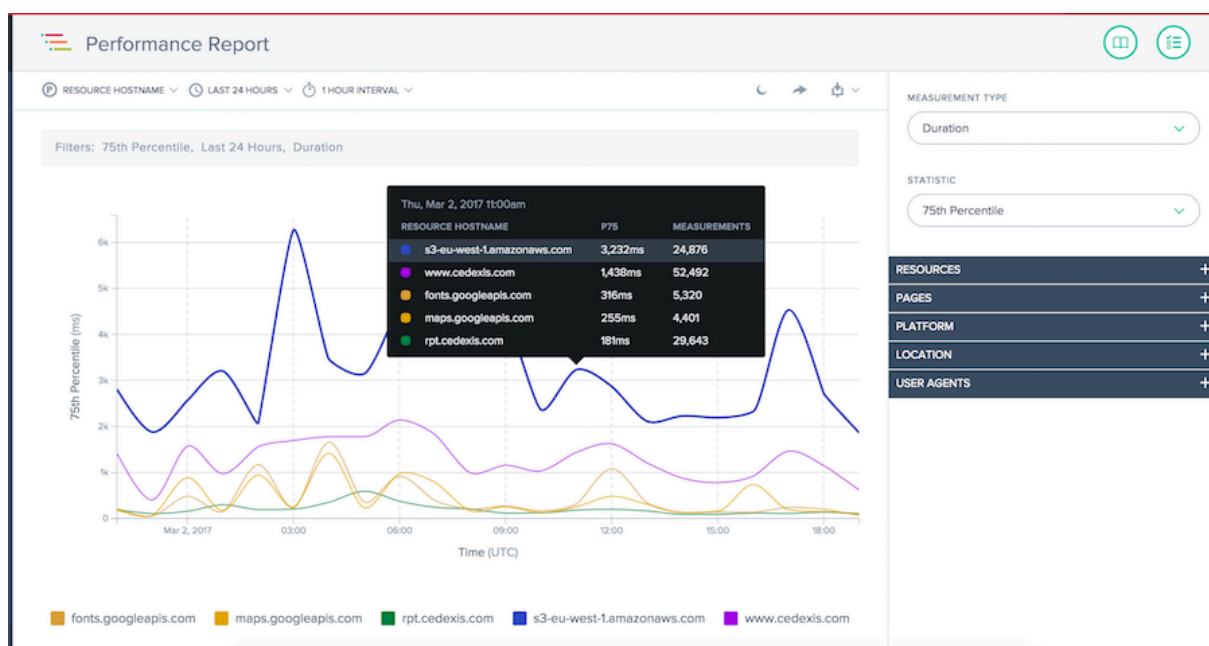 Performance Report
RESOURCE HOSTNAME LAST 24 HOURS 1 HOUR INTERVAL
Filters: 75th Percentile, Last 24 Hours, Duration
MEASUREMENT TYPE
Duration
STATISTIC
75th Percentile
RESOURCES +
PAGES +
PLATFORM +
LOCATION +
USER AGENTS +
Thu, Mar 2, 2017 11:00am
RESOURCE HOSTNAME P75 MEASUREMENTS
s3-eu-west-1.amazonaws.com 3,232ms 24,876
www.cedexis.com 1,438ms 52,492
fonts.googleapis.com 316ms 5,320
maps.googleapis.com 255ms 4,401
rpt.cedexis.com 181ms 29,643
75th Percentile (ms)
6k
5k
4k
3k
2k
1k
0
Mar 2, 2017 03:00 06:00 09:00 12:00 15:00 18:00
Time (UTC)
fonts.googleapis.com maps.googleapis.com rpt.cedexis.com s3-eu-west-1.amazonaws.com www.cedexis.com